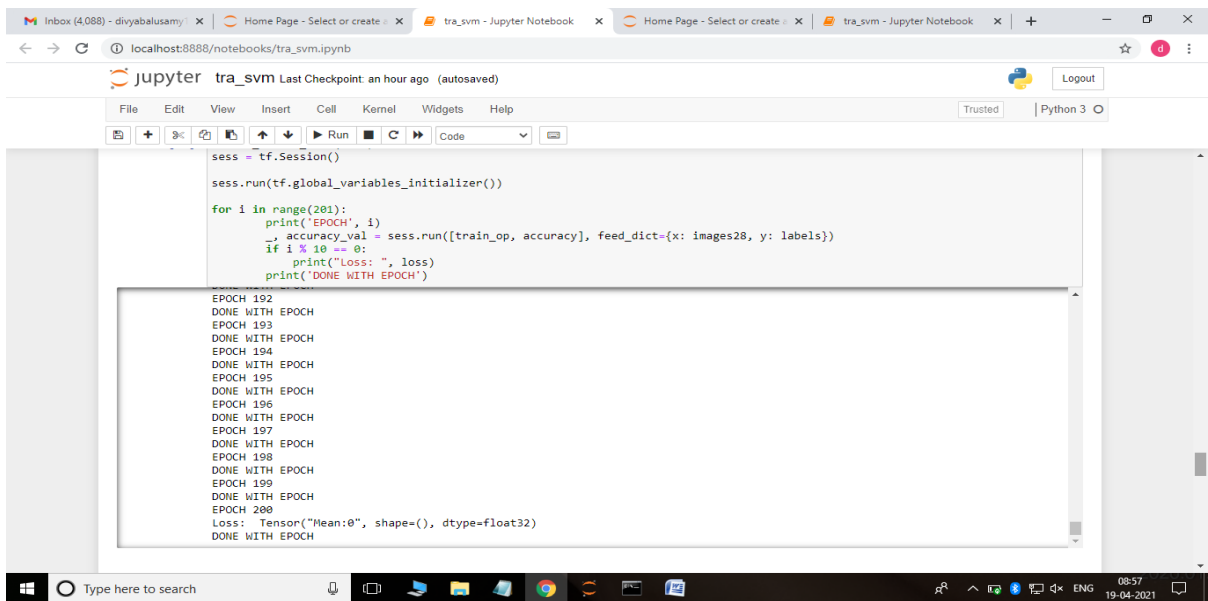 Inbox (4,088) - divyabalusamy
Home Page - Select or create a
tra_svm - Jupyter Notebook
Home Page - Select or create a
tra_svm - Jupyter Notebook
localhost:8888/notebooks/tra_svm.ipynb
d
jupyter tra_svm Last Checkpoint: an hour ago (autosaved)
Logout
File Edit View Insert Cell Kernel Widgets Help
Trusted
Python 3
Run
Code
sess = tf.Session()
sess.run(tf.global_variables_initializer())
for i in range(201):
print('EPOCH', i)
_, accuracy_val = sess.run([train_op, accuracy], feed_dict={x: images28, y: labels})
if i % 10 == 0:
print("Loss: ", loss)
print('DONE WITH EPOCH')
DONE WITH EPOCH
EPOCH 192
DONE WITH EPOCH
EPOCH 193
DONE WITH EPOCH
EPOCH 194
DONE WITH EPOCH
EPOCH 195
DONE WITH EPOCH
EPOCH 196
DONE WITH EPOCH
EPOCH 197
DONE WITH EPOCH
EPOCH 198
DONE WITH EPOCH
EPOCH 199
DONE WITH EPOCH
EPOCH 200
Loss: Tensor("Mean:0", shape=(), dtype=float32)
DONE WITH EPOCH
Type here to search
ENG
08:57
19-04-2021